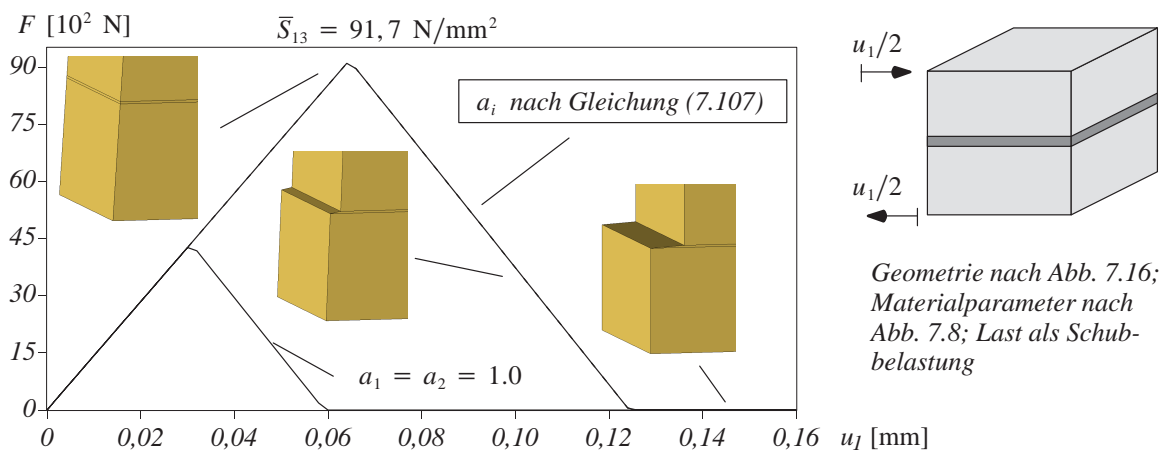 F [10² N]
S̅₁₃ = 91,7 N/mm²
90
75
60
45
30
15
0
aᵢ nach Gleichung (7.107)
a₁ = a₂ = 1.0
0 0,02 0,04 0,06 0,08 0,10 0,12 0,14 0,16 u₁ [mm]
u₁/2
u₁/2
Geometrie nach Abb. 7.16;
Materialparameter nach
Abb. 7.8; Last als Schub-
belastung